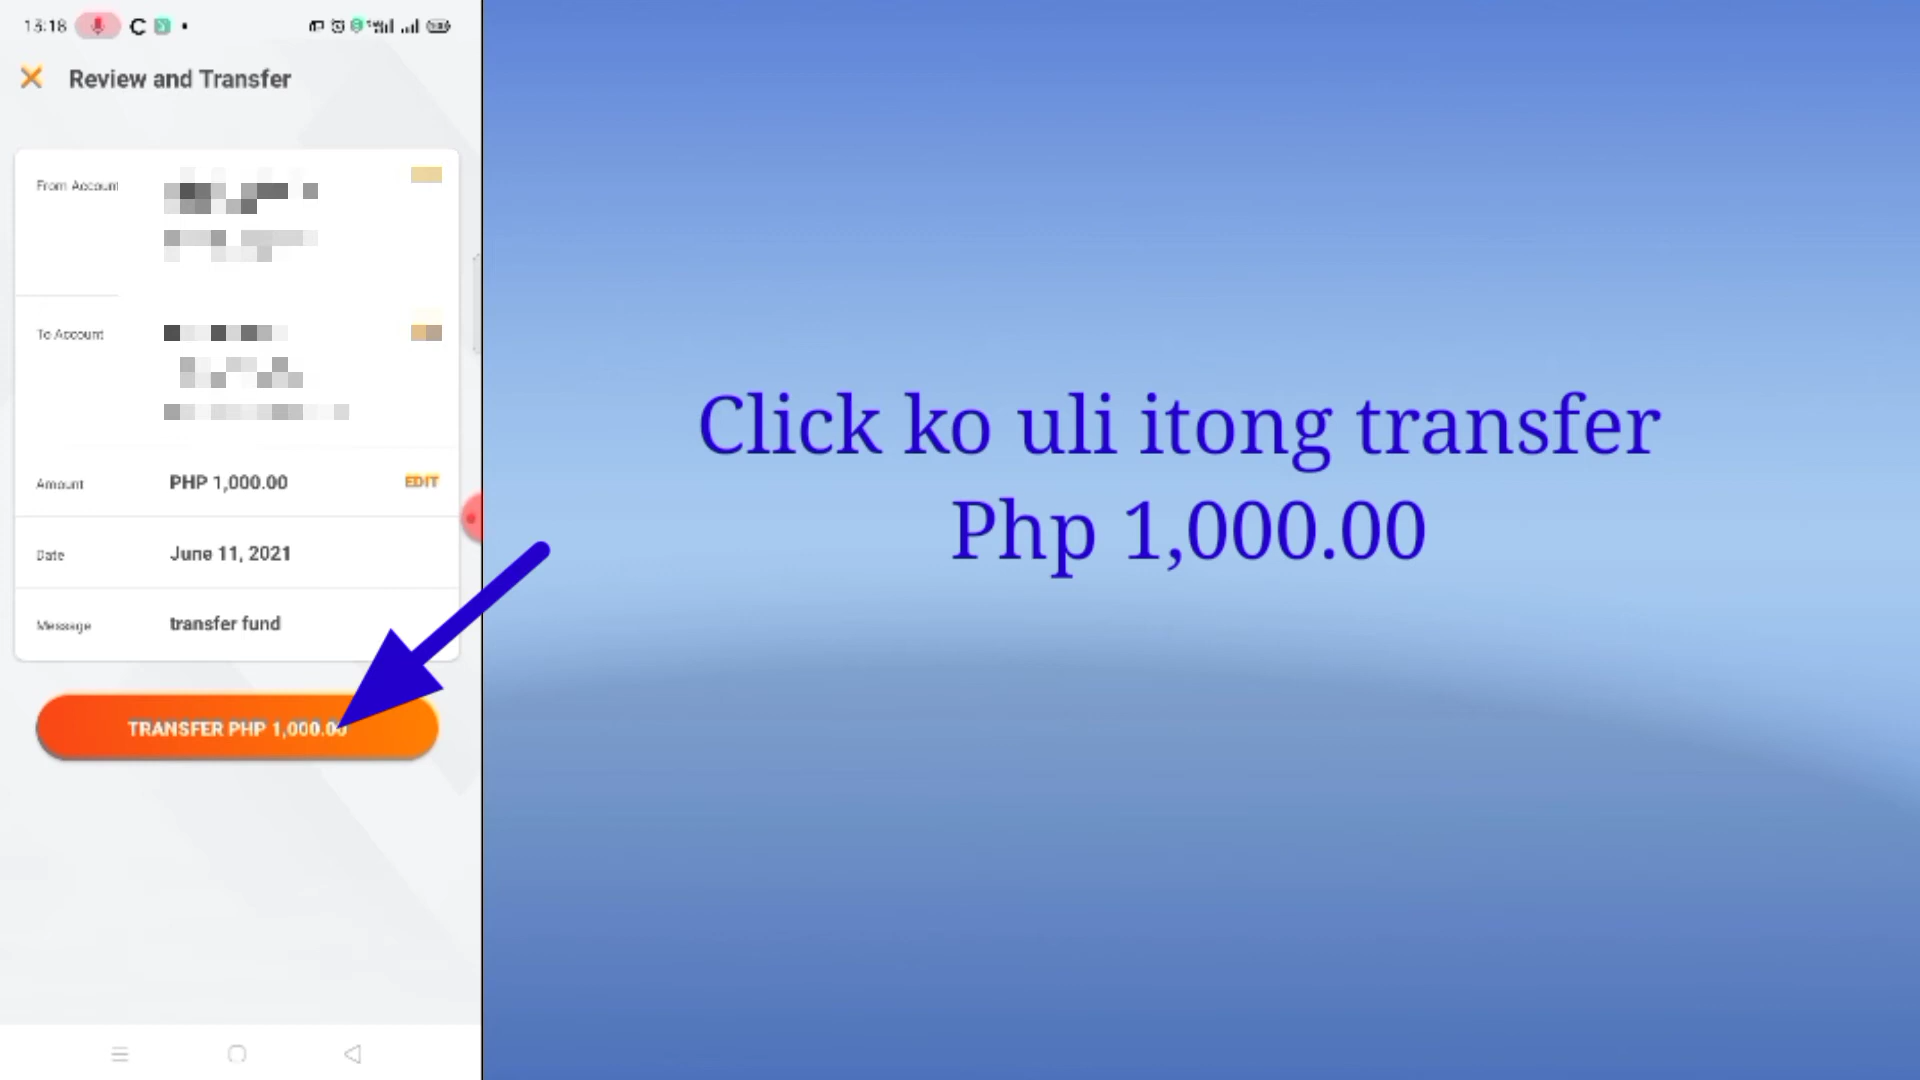 13:18
Review and Transfer
From Account
To Account
Amount PHP 1,000.00 EDIT
Date June 11, 2021
Message transfer fund
TRANSFER PHP 1,000.00
Click ko uli itong transfer
Php 1,000.00